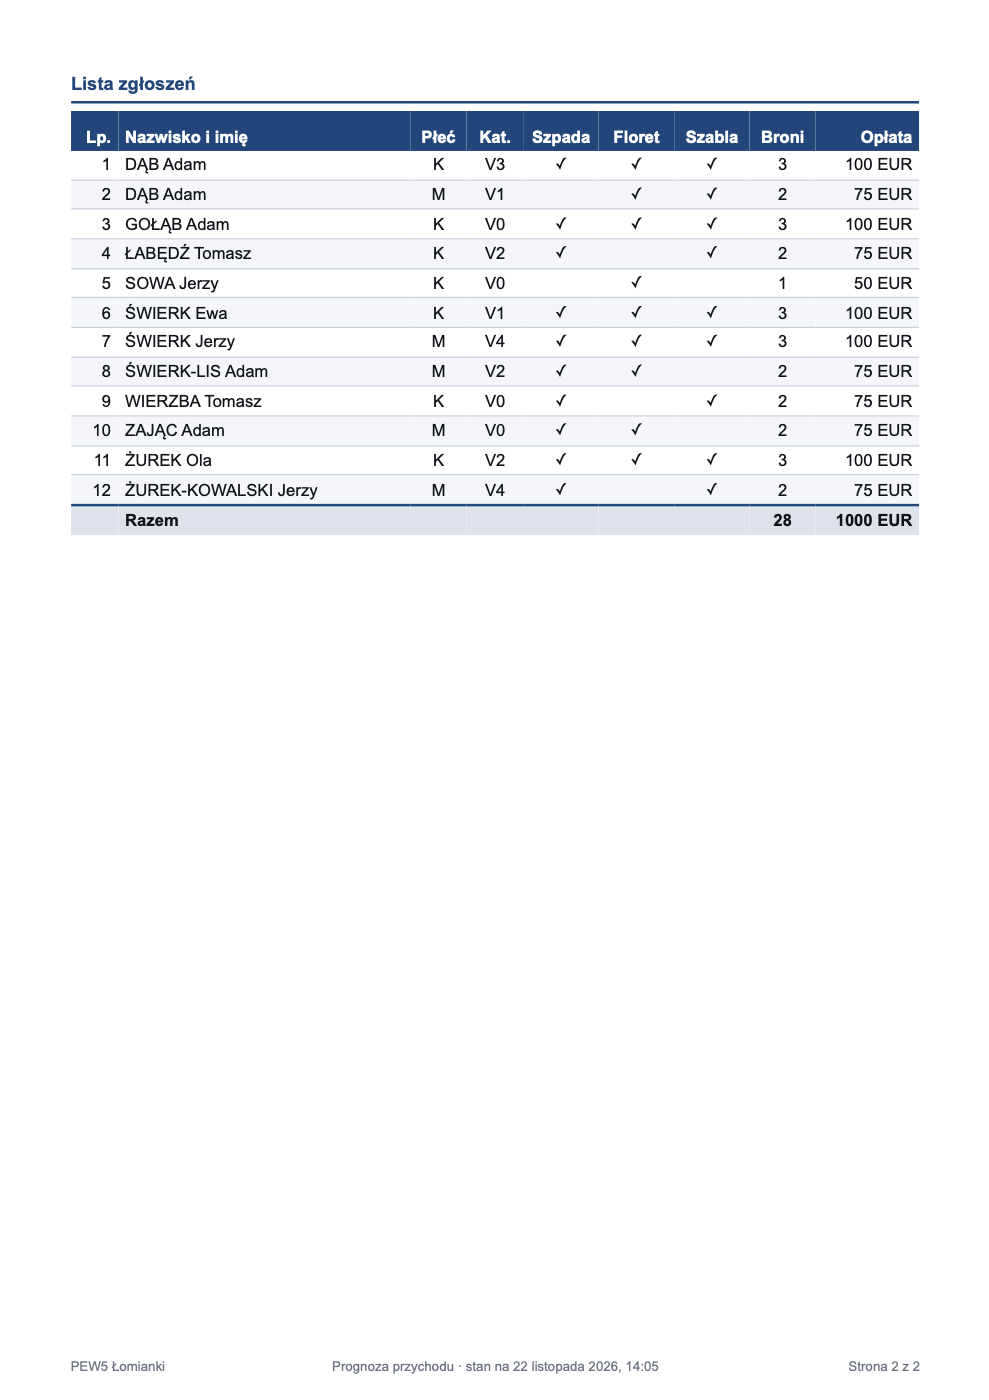 Lista zgłoszeń
Lp. Nazwisko i imię Płeć Kat. Szpada Floret Szabla Broni Opłata
1 DĄB Adam K V3 ✓ ✓ ✓ 3 100 EUR
2 DĄB Adam M V1 ✓ ✓ 2 75 EUR
3 GOŁĄB Adam K V0 ✓ ✓ ✓ 3 100 EUR
4 ŁABĘDŹ Tomasz K V2 ✓ ✓ 2 75 EUR
5 SOWA Jerzy K V0 ✓ 1 50 EUR
6 ŚWIERK Ewa K V1 ✓ ✓ ✓ 3 100 EUR
7 ŚWIERK Jerzy M V4 ✓ ✓ ✓ 3 100 EUR
8 ŚWIERK-LIS Adam M V2 ✓ ✓ 2 75 EUR
9 WIERZBA Tomasz K V0 ✓ ✓ 2 75 EUR
10 ZAJĄC Adam M V0 ✓ ✓ 2 75 EUR
11 ŻUREK Ola K V2 ✓ ✓ ✓ 3 100 EUR
12 ŻUREK-KOWALSKI Jerzy M V4 ✓ ✓ 2 75 EUR
Razem 28 1000 EUR
PEW5 Łomianki Prognoza przychodu · stan na 22 listopada 2026, 14:05 Strona 2 z 2